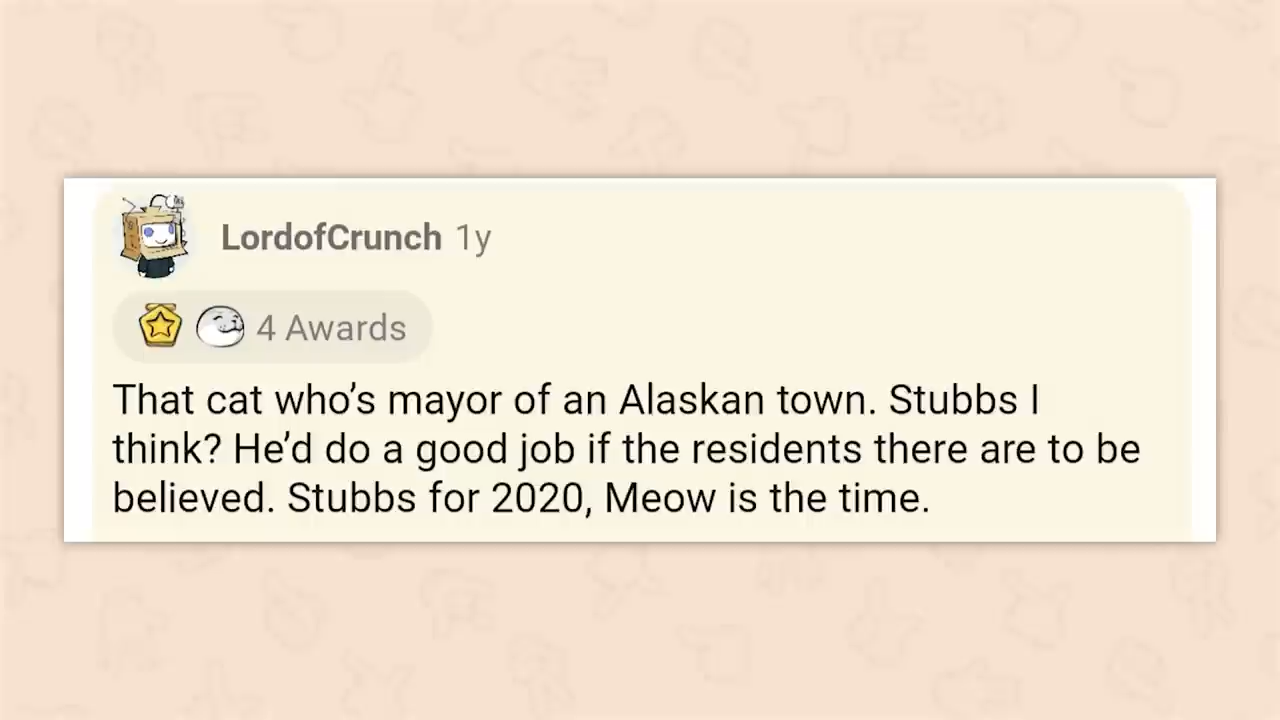 LordofCrunch 1y
4 Awards
That cat who’s mayor of an Alaskan town. Stubbs I
think? He’d do a good job if the residents there are to be
believed. Stubbs for 2020, Meow is the time.